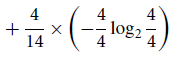 + 4/14 × (−4/4 log₂ 4/4)